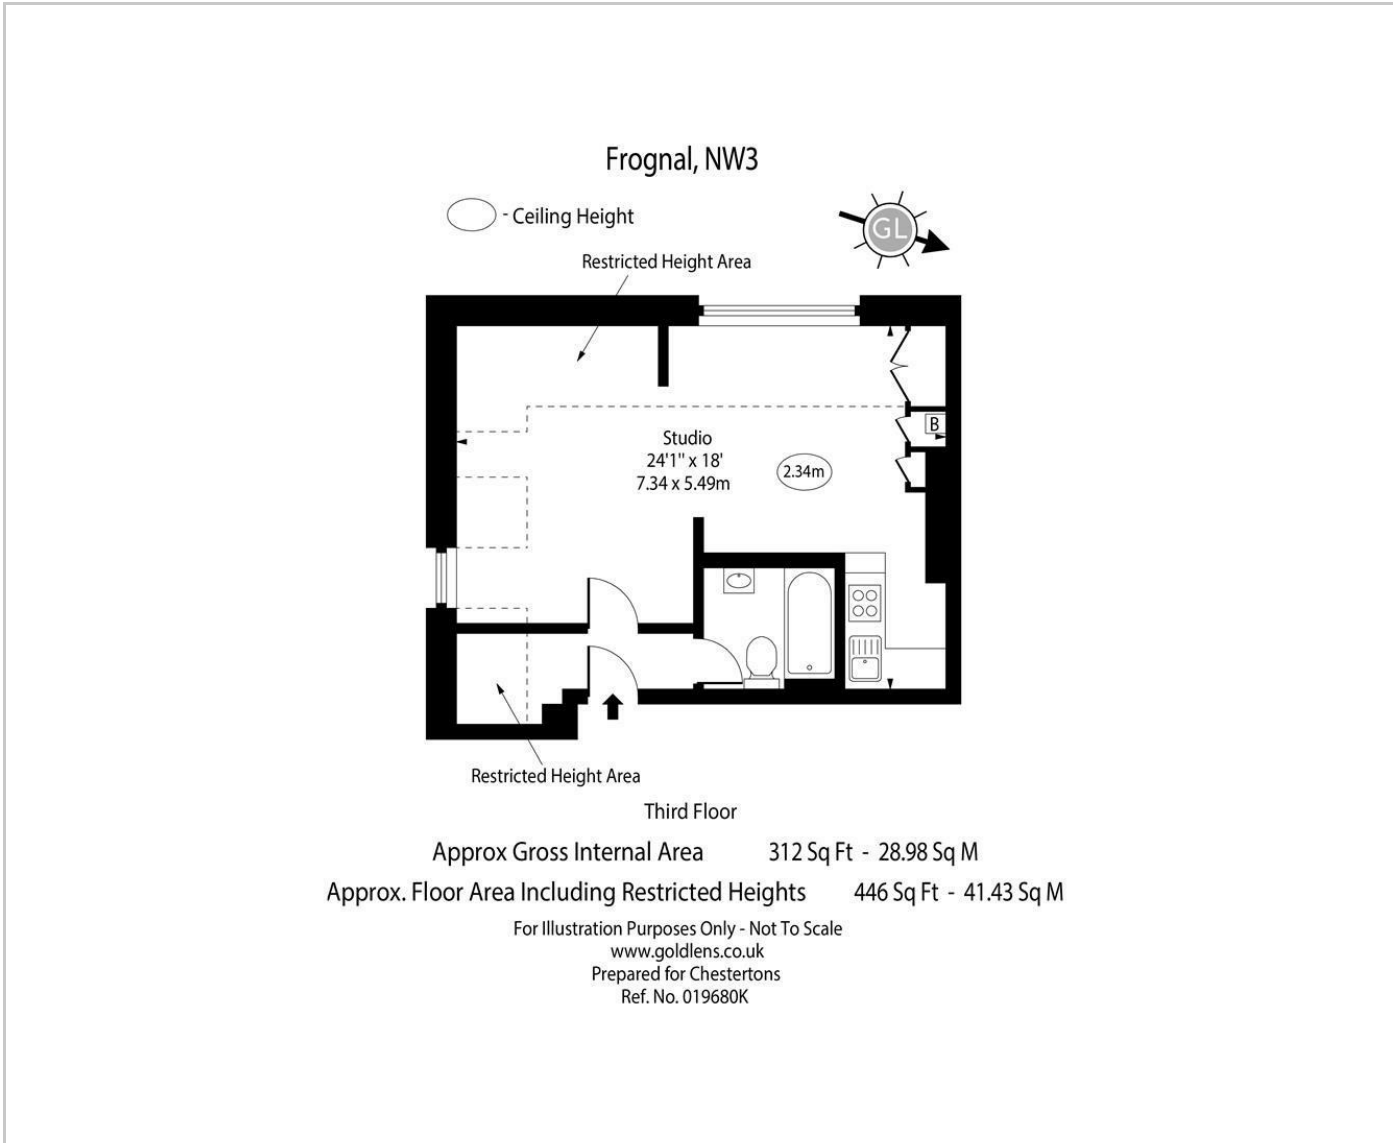 Frognal, NW3
- Ceiling Height
GL
Restricted Height Area
B
Studio
24'1" x 18'
7.34 x 5.49m
2.34m
Restricted Height Area
Third Floor
Approx Gross Internal Area 312 Sq Ft - 28.98 Sq M
Approx. Floor Area Including Restricted Heights 446 Sq Ft - 41.43 Sq M
For Illustration Purposes Only - Not To Scale
www.goldlens.co.uk
Prepared for Chestertons
Ref. No. 019680K